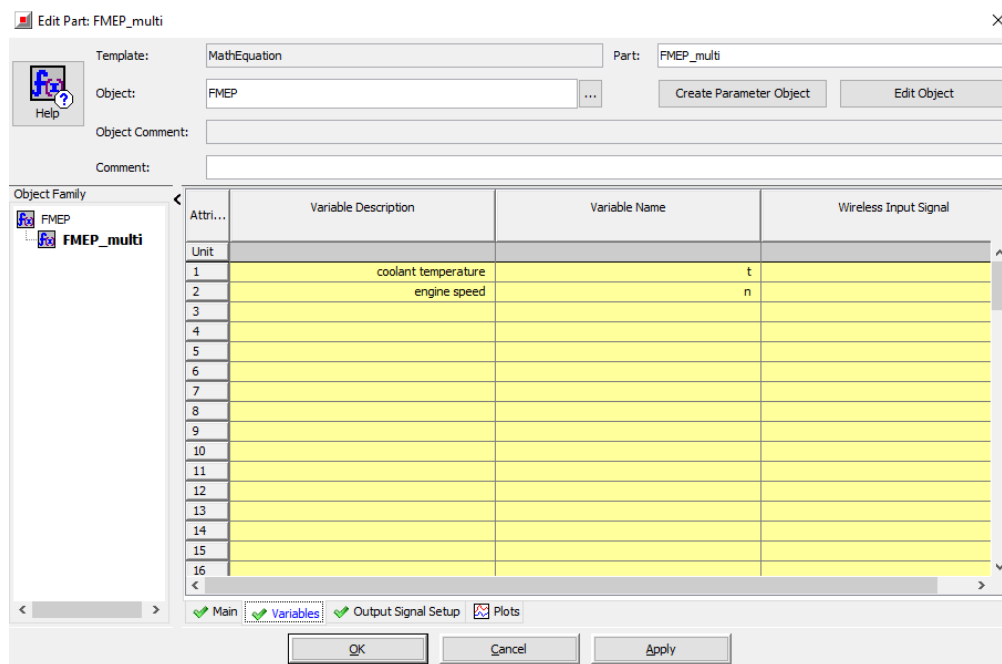 Edit Part: FMEP_multi
Template: MathEquation Part: FMEP_multi
Help
Object: FMEP ... Create Parameter Object Edit Object
Object Comment:
Comment:
Object Family
FMEP
FMEP_multi
Attri... Variable Description Variable Name Wireless Input Signal
Unit
1 coolant temperature t
2 engine speed n
3
4
5
6
7
8
9
10
11
12
13
14
15
16
Main Variables Output Signal Setup Plots
OK Cancel Apply